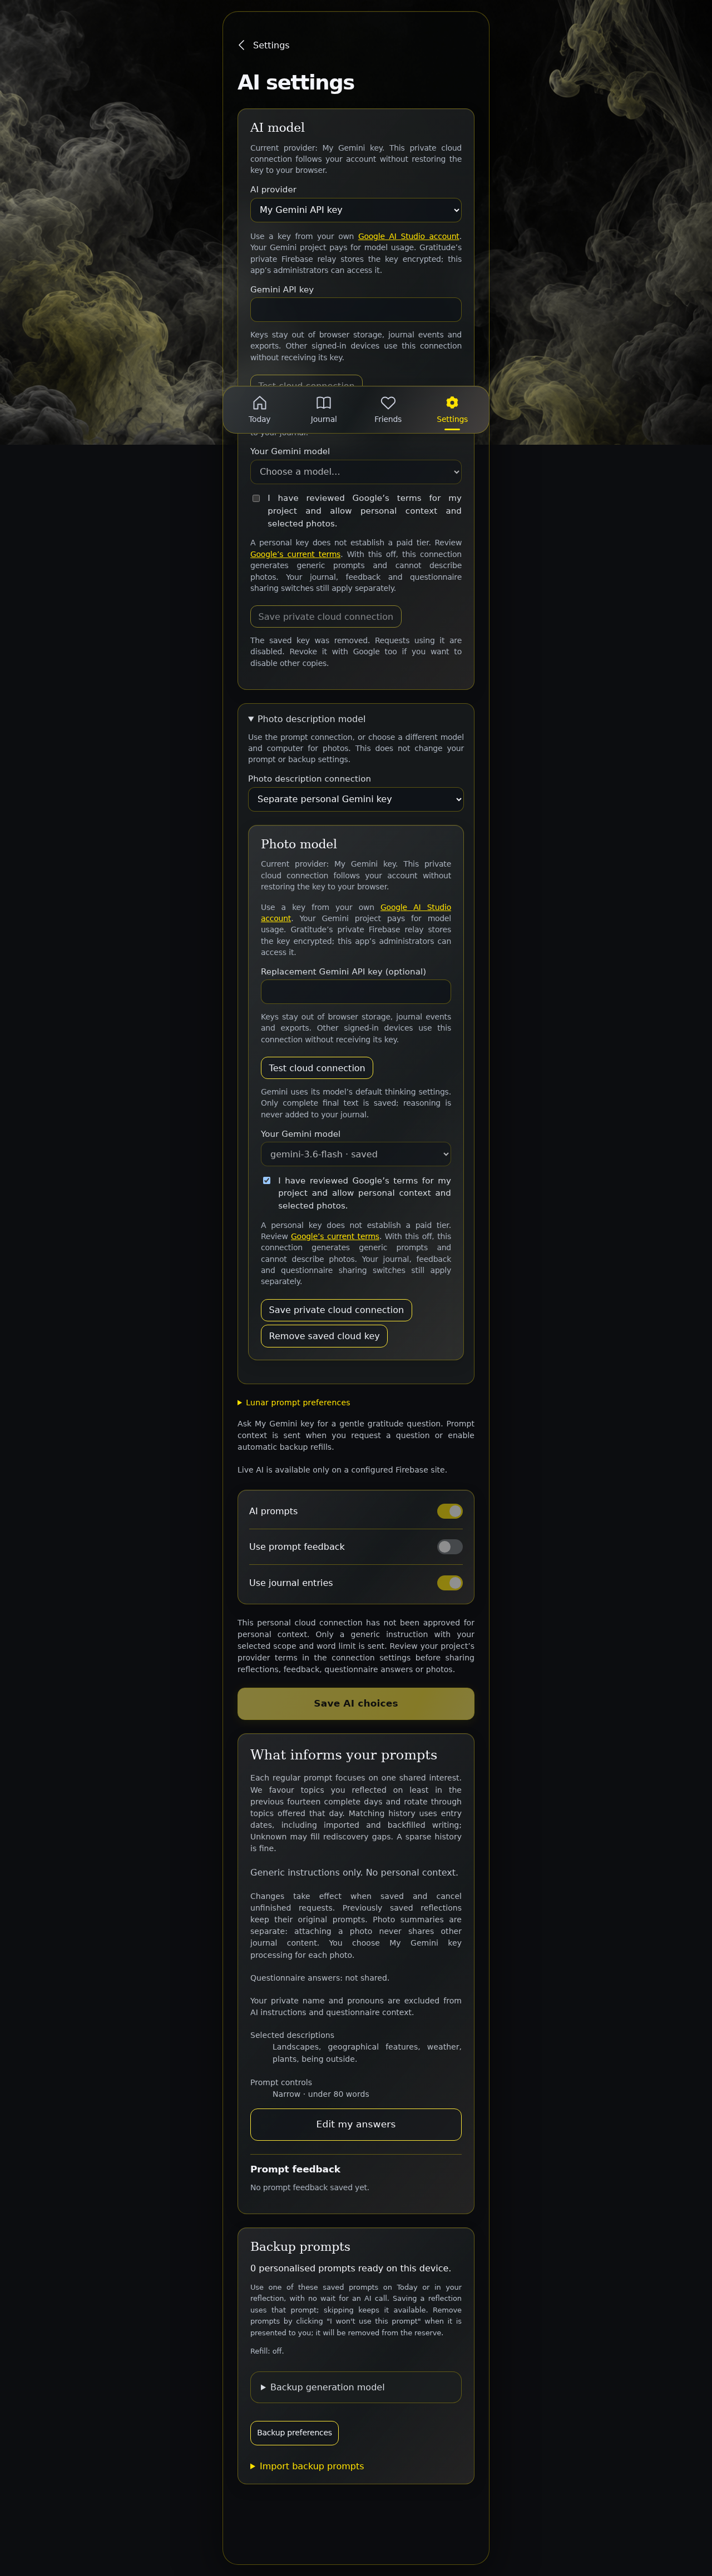 Settings
AI settings
AI model
Current provider: My Gemini key. This private cloud
connection follows your account without restoring the
key to your browser.
AI provider
My Gemini API key
Use a key from your own Google AI Studio account.
Your Gemini project pays for model usage. Gratitude's
private Firebase relay stores the key encrypted; this
app's administrators can access it.
Gemini API key
Keys stay out of browser storage, journal events and
exports. Other signed-in devices use this connection
without receiving its key.
Test cloud connection
Today
Journal
Friends
Settings
to your journal.
Your Gemini model
Choose a model...
I have reviewed Google's terms for my
project and allow personal context and
selected photos.
A personal key does not establish a paid tier. Review
Google's current terms. With this off, this connection
generates generic prompts and cannot describe
photos. Your journal, feedback and questionnaire
sharing switches still apply separately.
Save private cloud connection
The saved key was removed. Requests using it are
disabled. Revoke it with Google too if you want to
disable other copies.
▼ Photo description model
Use the prompt connection, or choose a different model
and computer for photos. This does not change your
prompt or backup settings.
Photo description connection
Separate personal Gemini key
Photo model
Current provider: My Gemini key. This private
cloud connection follows your account without
restoring the key to your browser.
Use a key from your own Google AI Studio
account. Your Gemini project pays for model
usage. Gratitude's private Firebase relay stores
the key encrypted; this app's administrators can
access it.
Replacement Gemini API key (optional)
Keys stay out of browser storage, journal events
and exports. Other signed-in devices use this
connection without receiving its key.
Test cloud connection
Gemini uses its model's default thinking settings.
Only complete final text is saved; reasoning is
never added to your journal.
Your Gemini model
gemini-3.6-flash · saved
I have reviewed Google's terms for my
project and allow personal context and
selected photos.
A personal key does not establish a paid tier.
Review Google's current terms. With this off, this
connection generates generic prompts and
cannot describe photos. Your journal, feedback
and questionnaire sharing switches still apply
separately.
Save private cloud connection
Remove saved cloud key
▶ Lunar prompt preferences
Ask My Gemini key for a gentle gratitude question. Prompt
context is sent when you request a question or enable
automatic backup refills.
Live AI is available only on a configured Firebase site.
AI prompts
Use prompt feedback
Use journal entries
This personal cloud connection has not been approved for
personal context. Only a generic instruction with your
selected scope and word limit is sent. Review your project's
provider terms in the connection settings before sharing
reflections, feedback, questionnaire answers or photos.
Save AI choices
What informs your prompts
Each regular prompt focuses on one shared interest.
We favour topics you reflected on least in the
previous fourteen complete days and rotate through
topics offered that day. Matching history uses entry
dates, including imported and backfilled writing;
Unknown may fill rediscovery gaps. A sparse history
is fine.
Generic instructions only. No personal context.
Changes take effect when saved and cancel
unfinished requests. Previously saved reflections
keep their original prompts. Photo summaries are
separate: attaching a photo never shares other
journal content. You choose My Gemini key
processing for each photo.
Questionnaire answers: not shared.
Your private name and pronouns are excluded from
AI instructions and questionnaire context.
Selected descriptions
Landscapes, geographical features, weather,
plants, being outside.
Prompt controls
Narrow · under 80 words
Edit my answers
Prompt feedback
No prompt feedback saved yet.
Backup prompts
0 personalised prompts ready on this device.
Use one of these saved prompts on Today or in your
reflection, with no wait for an AI call. Saving a reflection
uses that prompt; skipping keeps it available. Remove
prompts by clicking "I won't use this prompt" when it is
presented to you; it will be removed from the reserve.
Refill: off.
▶ Backup generation model
Backup preferences
▶ Import backup prompts